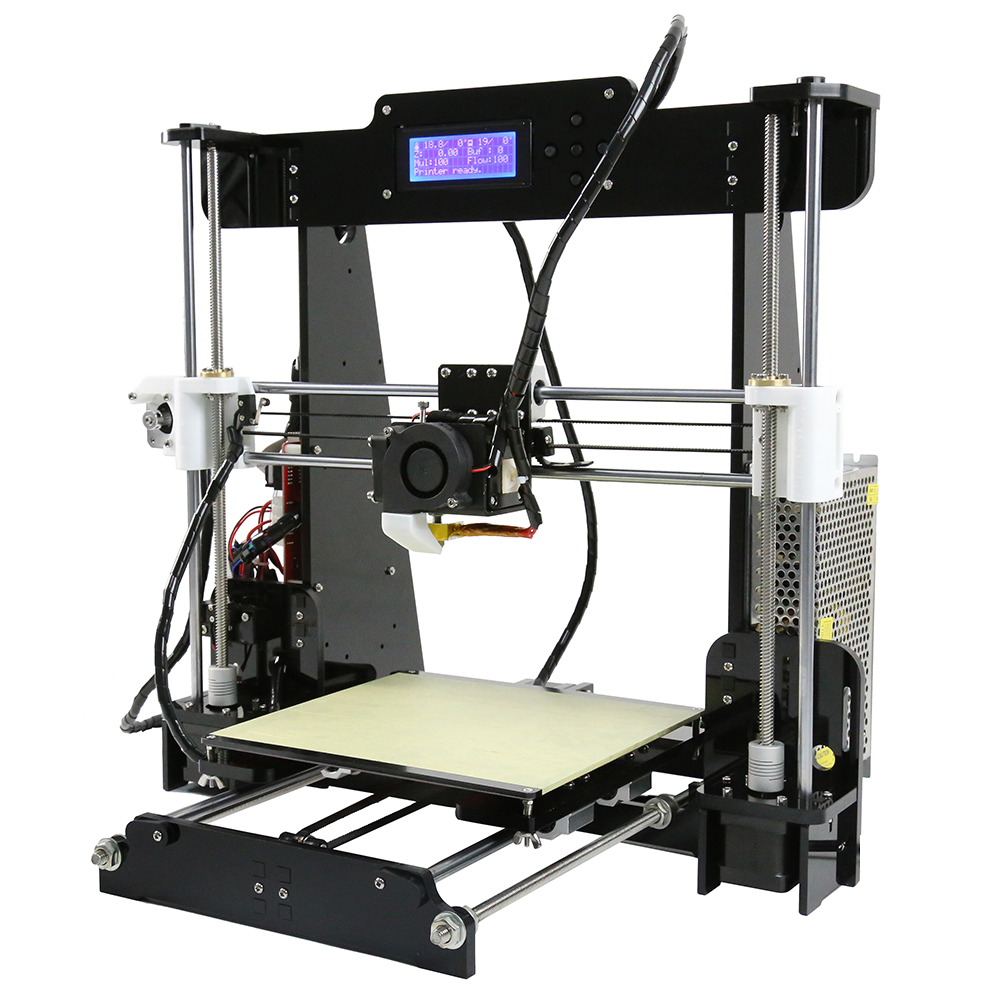 18.8/ 0° 19/ 0°
Z: 0.00 Buf : 0
Mul:100 Flow:100
Printer ready.